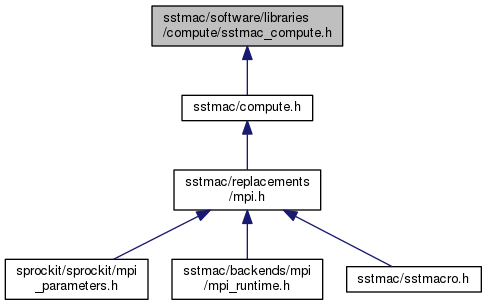 sstmac/software/libraries
/compute/sstmac_compute.h
sstmac/compute.h
sstmac/replacements
/mpi.h
sprockit/sprockit/mpi
_parameters.h
sstmac/backends/mpi
/mpi_runtime.h
sstmac/sstmacro.h